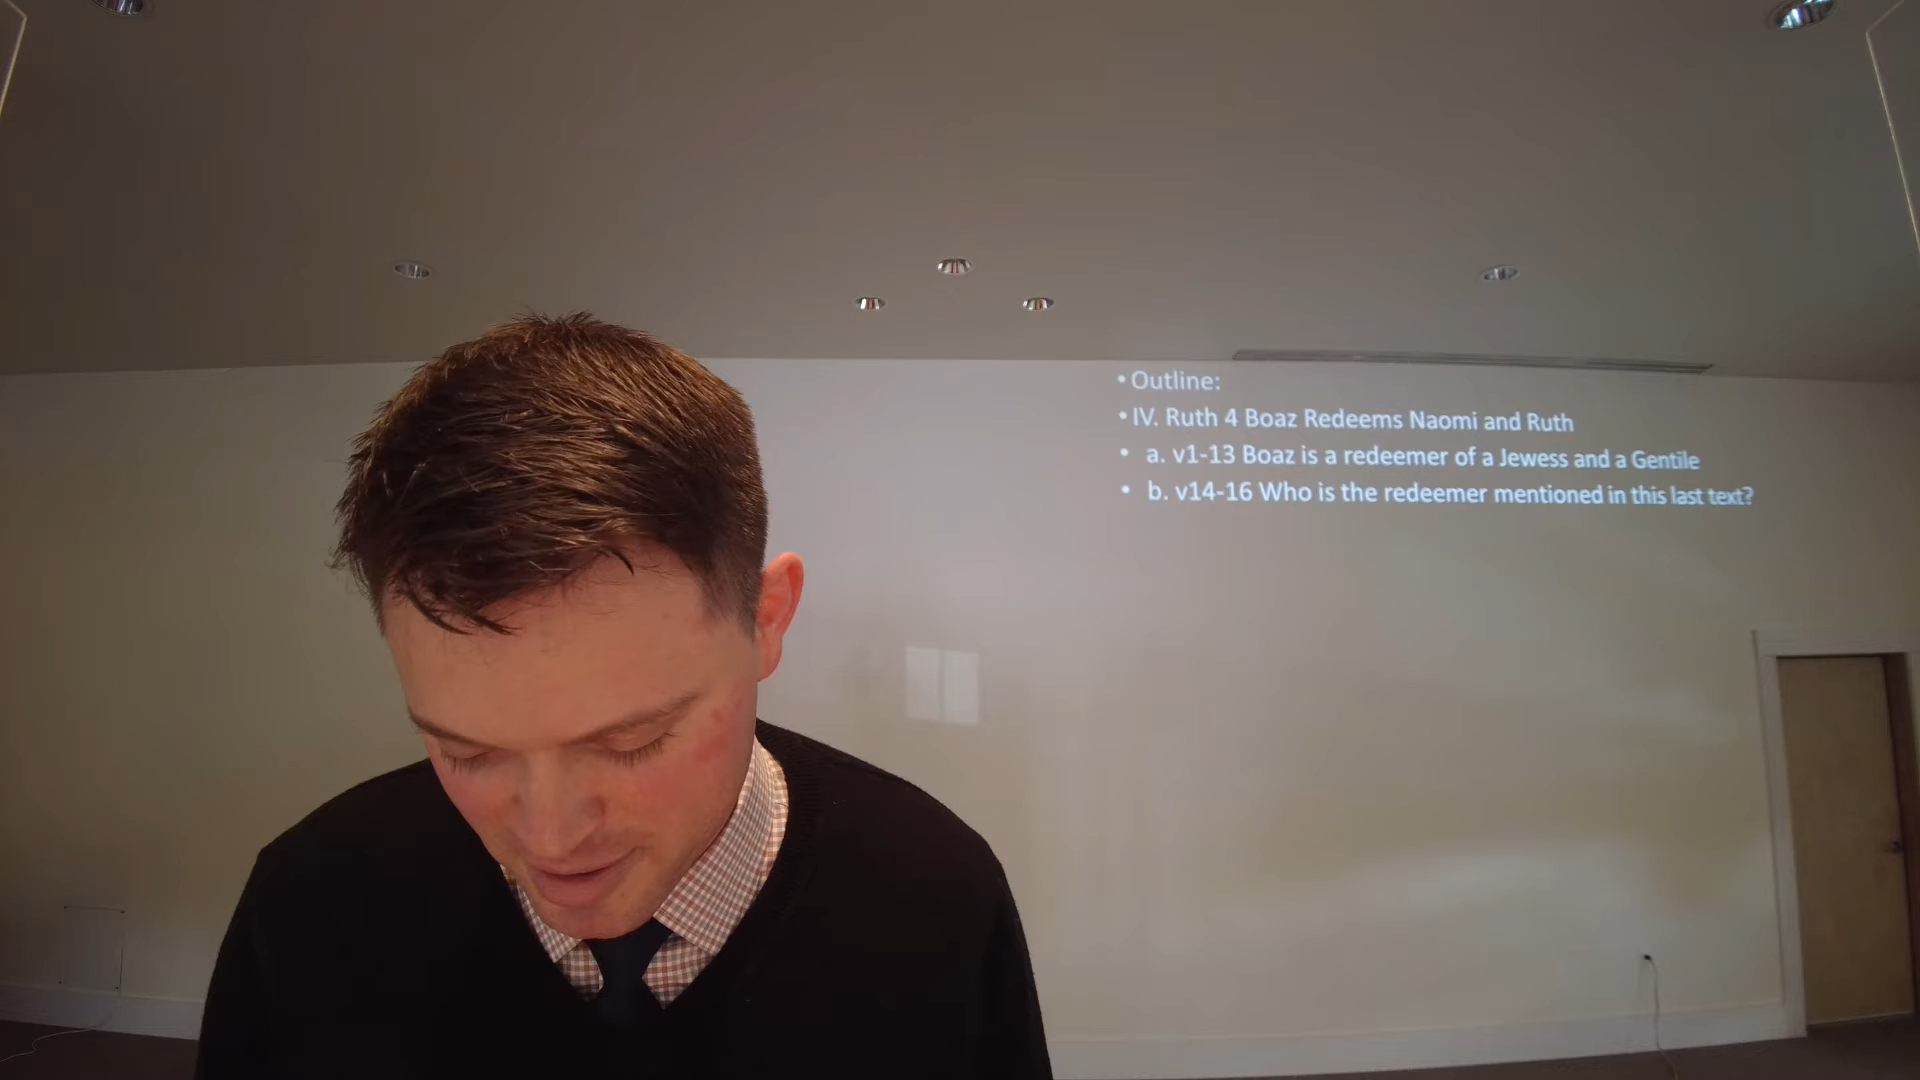 • Outline:
• IV. Ruth 4 Boaz Redeems Naomi and Ruth
• a. v1-13 Boaz is a redeemer of a Jewess and a Gentile
• b. v14-16 Who is the redeemer mentioned in this last text?